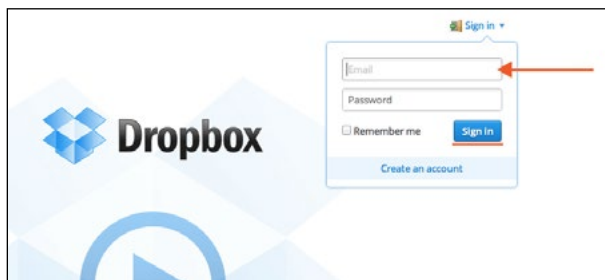 Sign in
Email
Password
Remember me
Sign in
Dropbox
Create an account